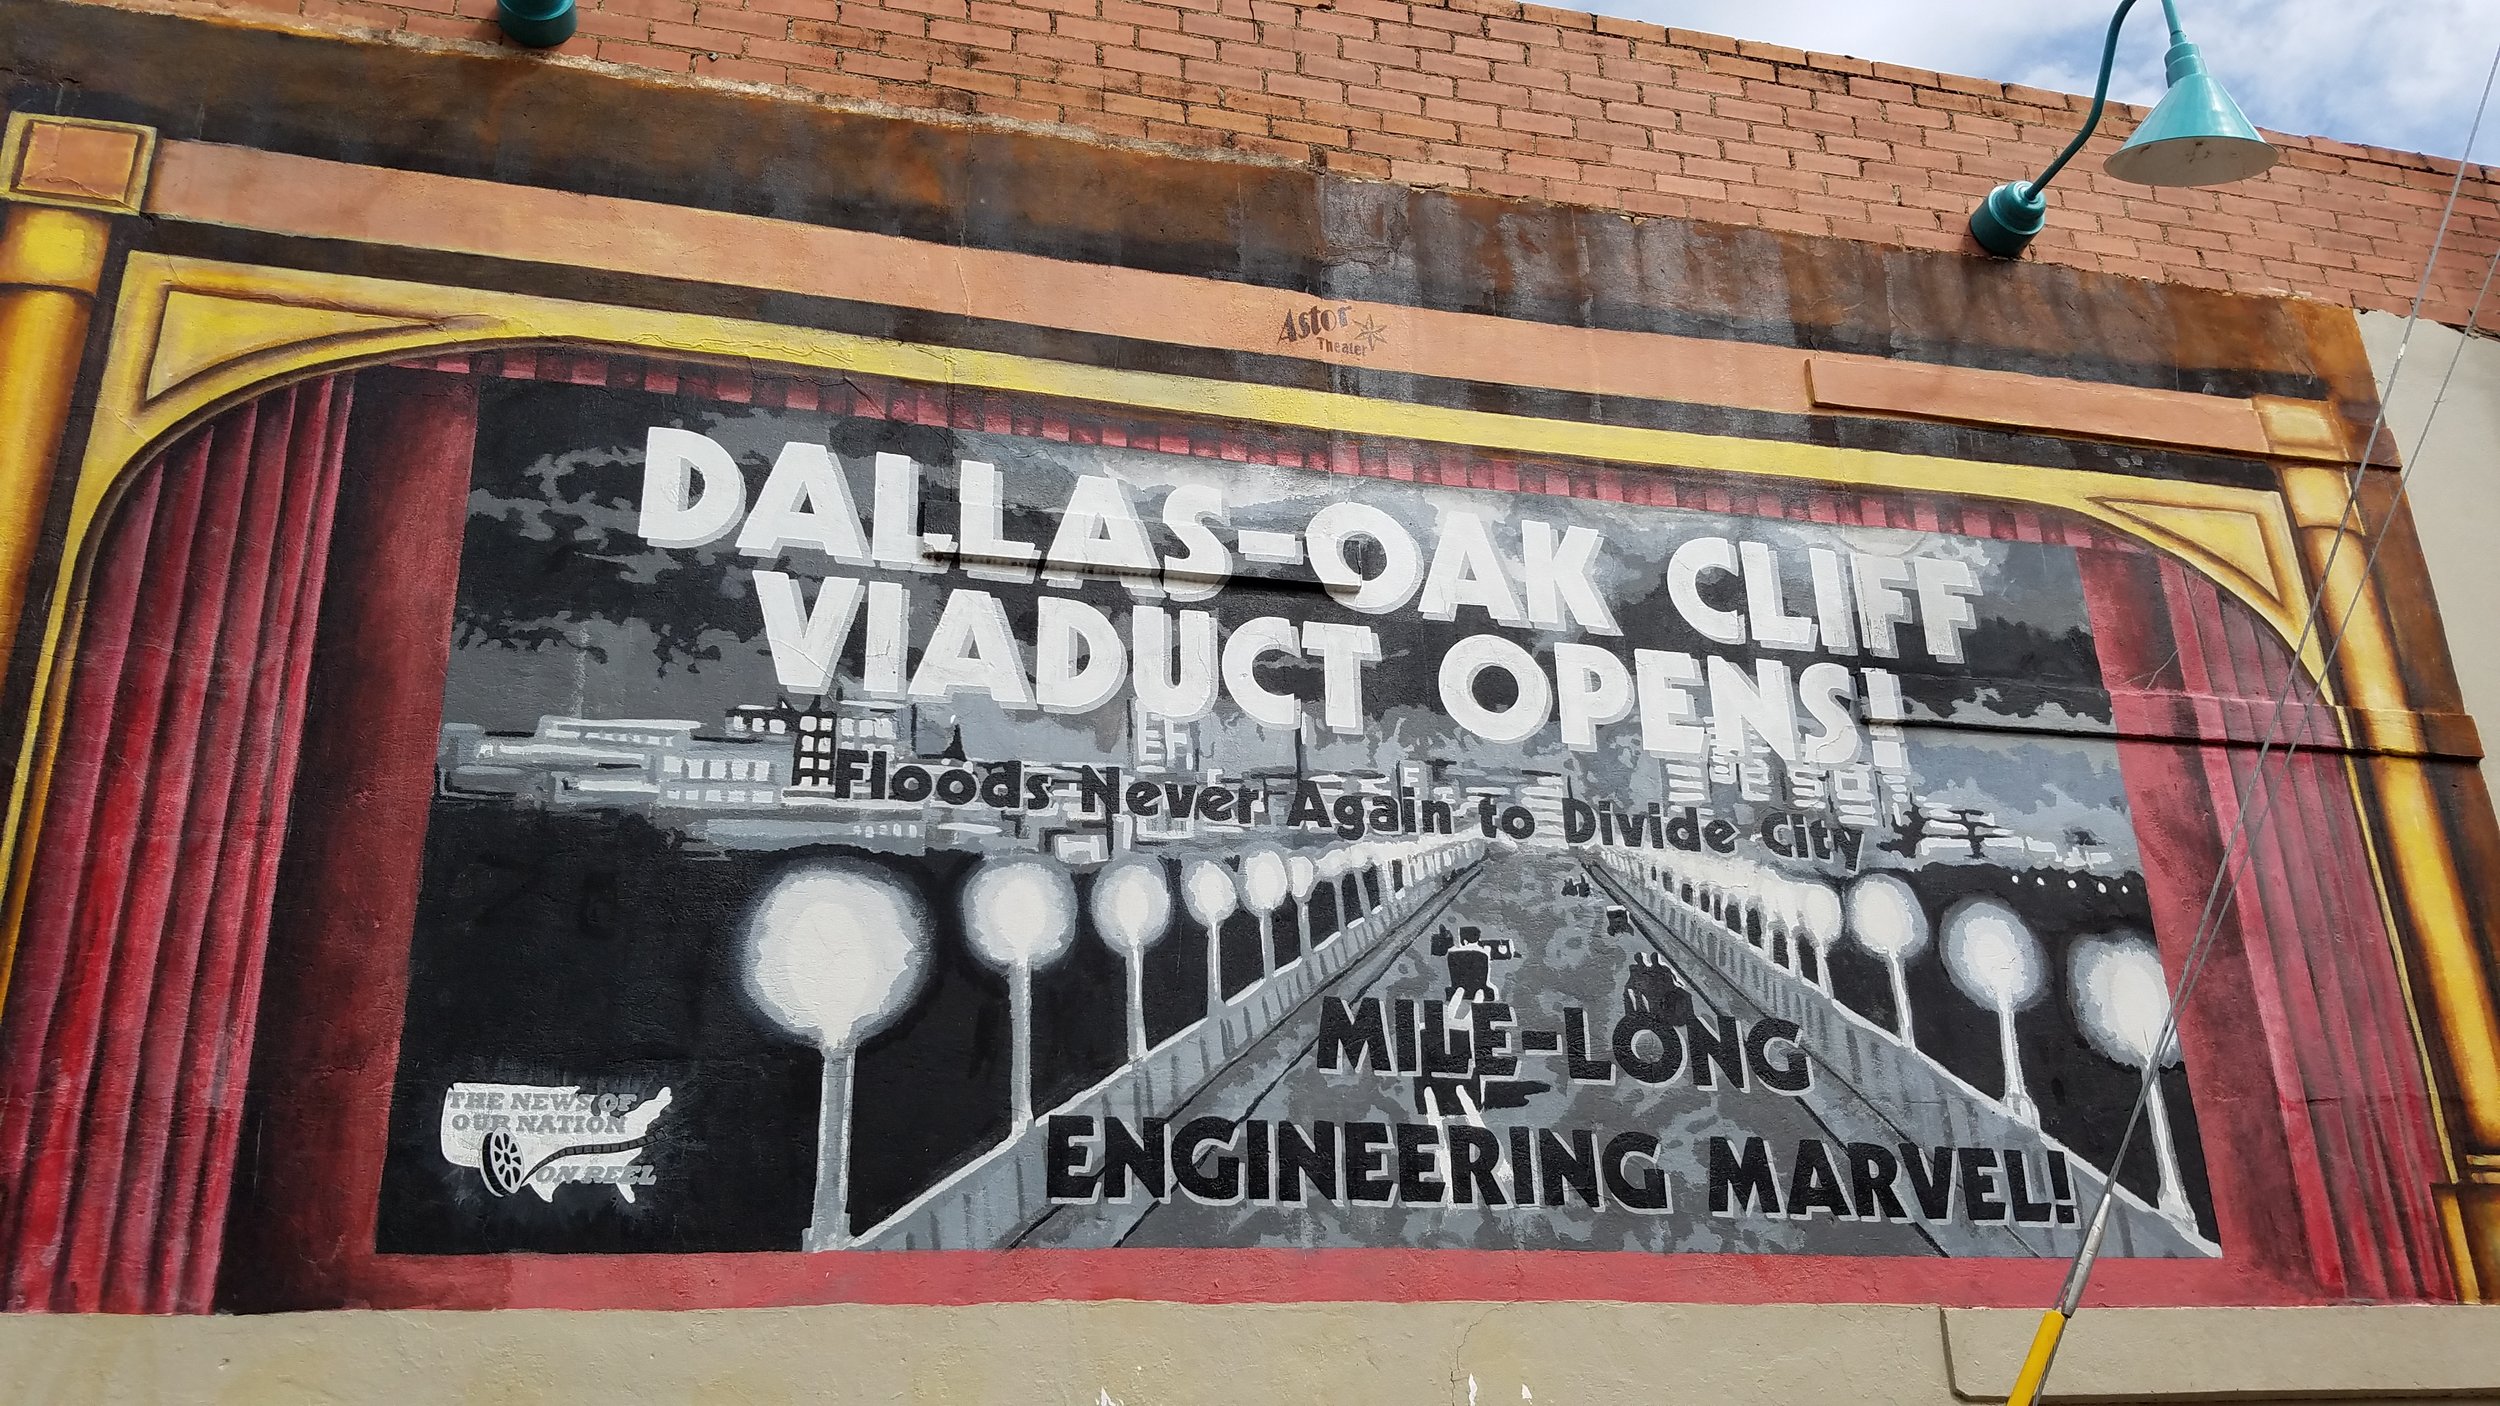 Astor
Theater
DALLAS-OAK CLIFF
VIADUCT OPENS!
Floods Never Again to Divide City
MILE-LONG
ENGINEERING MARVEL!
THE NEWS OF
OUR NATION
ON REEL